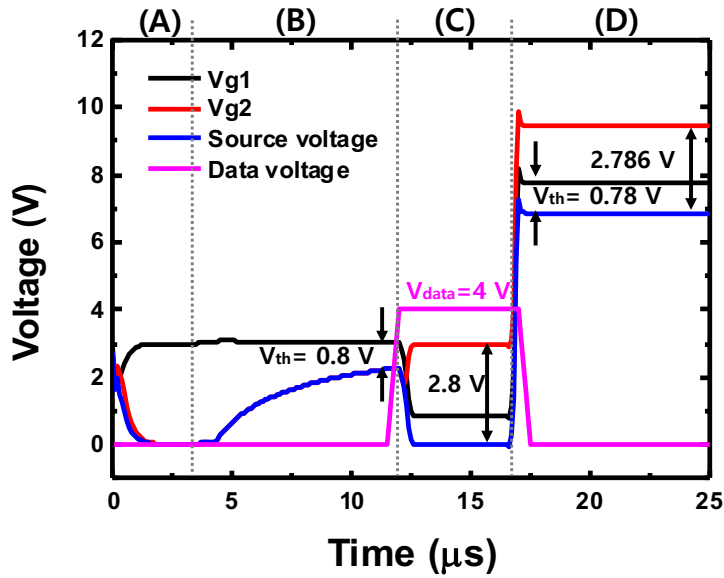 (A) (B) (C) (D)
12
10
8
6
4
2
0
Voltage (V)
Vg1
Vg2
Source voltage
Data voltage
2.786 V
Vth= 0.78 V
Vdata=4 V
Vth= 0.8 V
2.8 V
0 5 10 15 20 25
Time (μs)